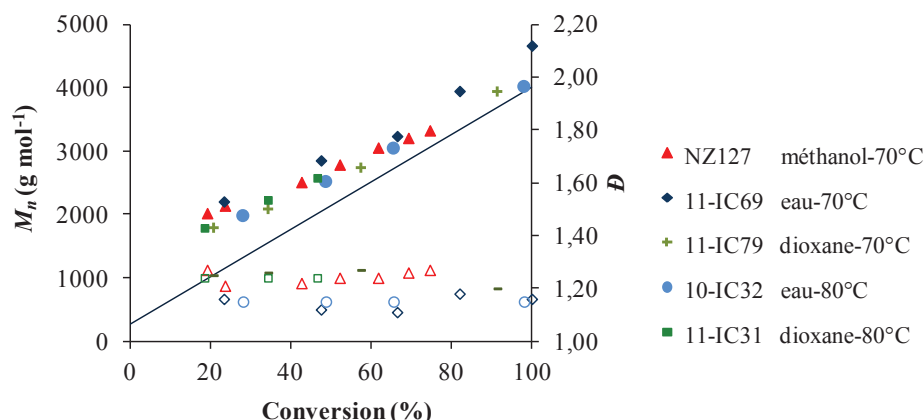 5000
4000
3000
2000
1000
0
Mn (g mol-1)
2,20
2,00
1,80
1,60
1,40
1,20
1,00
Đ
0 20 40 60 80 100
Conversion (%)
NZ127 méthanol-70°C
11-IC69 eau-70°C
11-IC79 dioxane-70°C
10-IC32 eau-80°C
11-IC31 dioxane-80°C